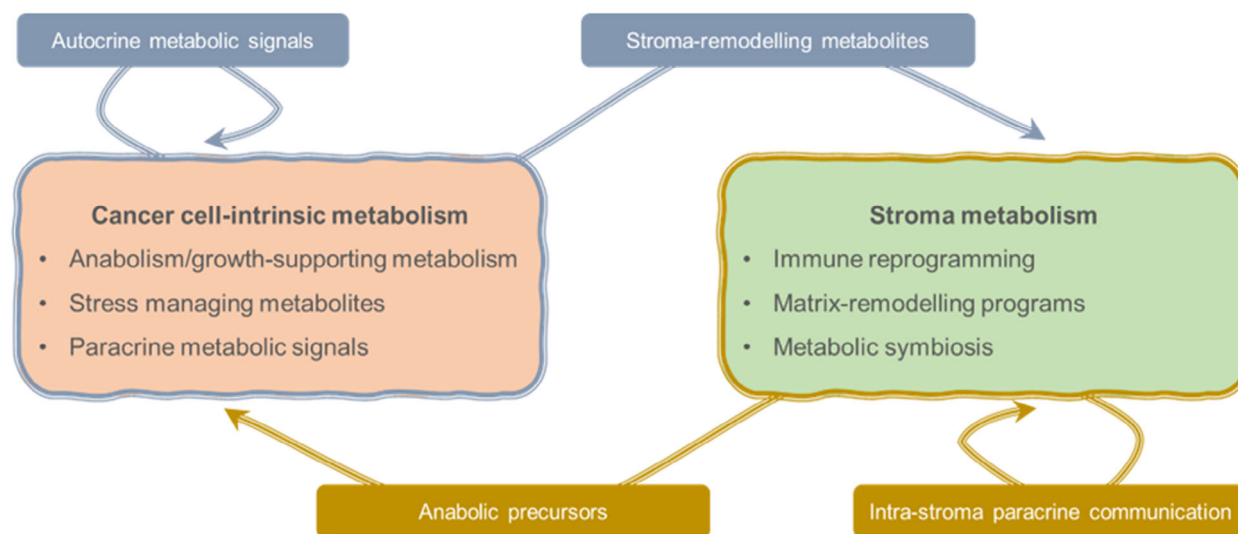 Autocrine metabolic signals
Stroma-remodelling metabolites
Cancer cell-intrinsic metabolism
• Anabolism/growth-supporting metabolism
• Stress managing metabolites
• Paracrine metabolic signals
Stroma metabolism
• Immune reprogramming
• Matrix-remodelling programs
• Metabolic symbiosis
Anabolic precursors
Intra-stroma paracrine communication